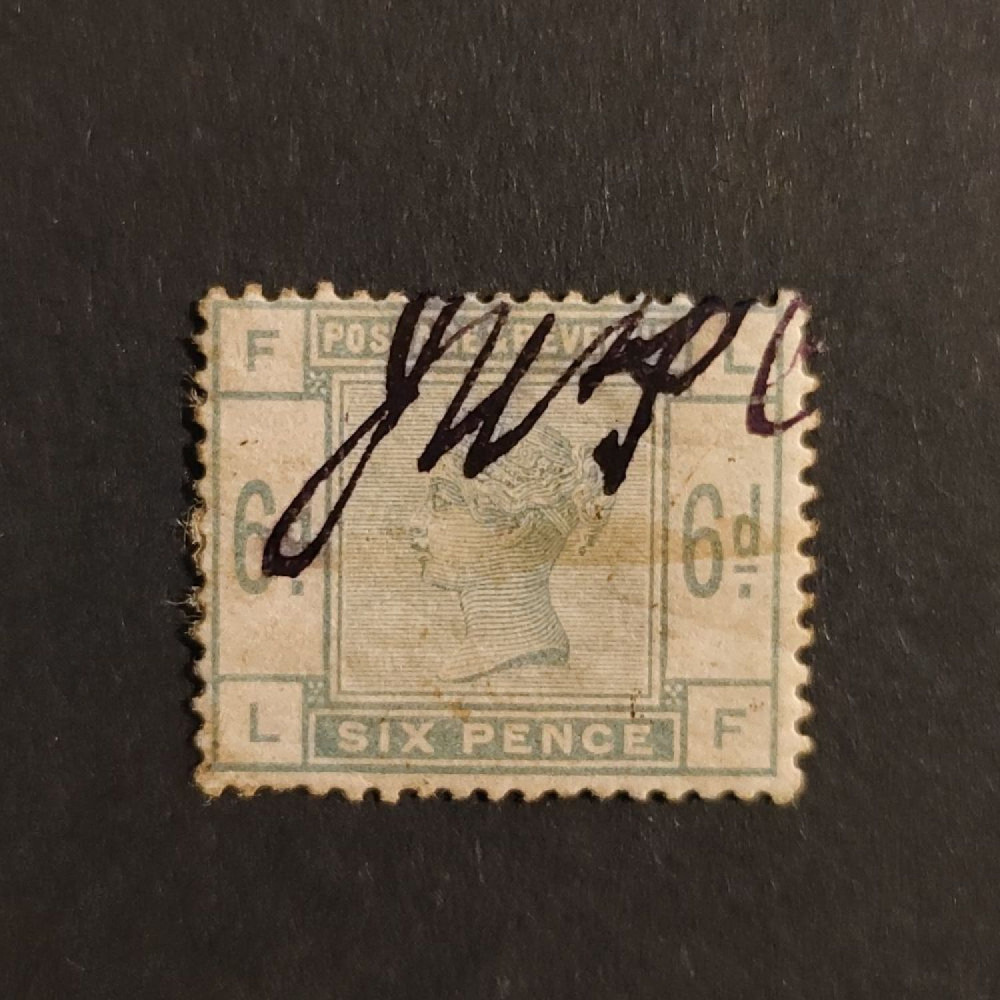 F POSTAGE & REVENUE L
6d. 6d.
L SIX PENCE F